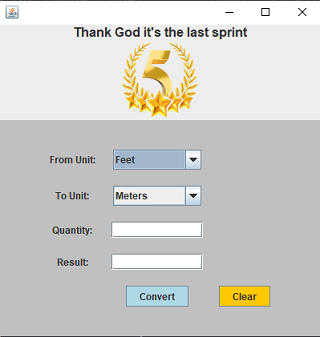 Thank God it's the last sprint
5
From Unit: Feet
To Unit: Meters
Quantity:
Result:
Convert Clear